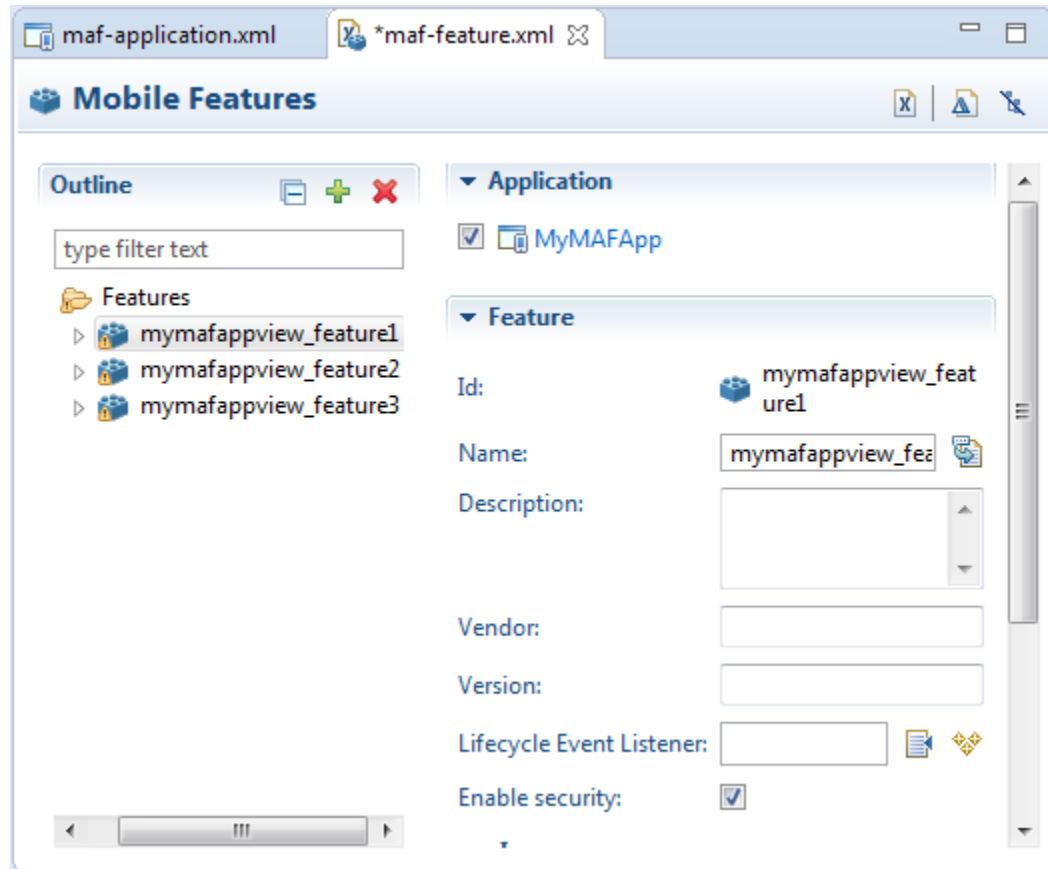 maf-application.xml
*maf-feature.xml
Mobile Features
Outline
type filter text
Features
mymafappview_feature1
mymafappview_feature2
mymafappview_feature3
Application
MyMAFApp
Feature
Id:
mymafappview_feat
ure1
Name:
mymafappview_fea
Description:
Vendor:
Version:
Lifecycle Event Listener:
Enable security: